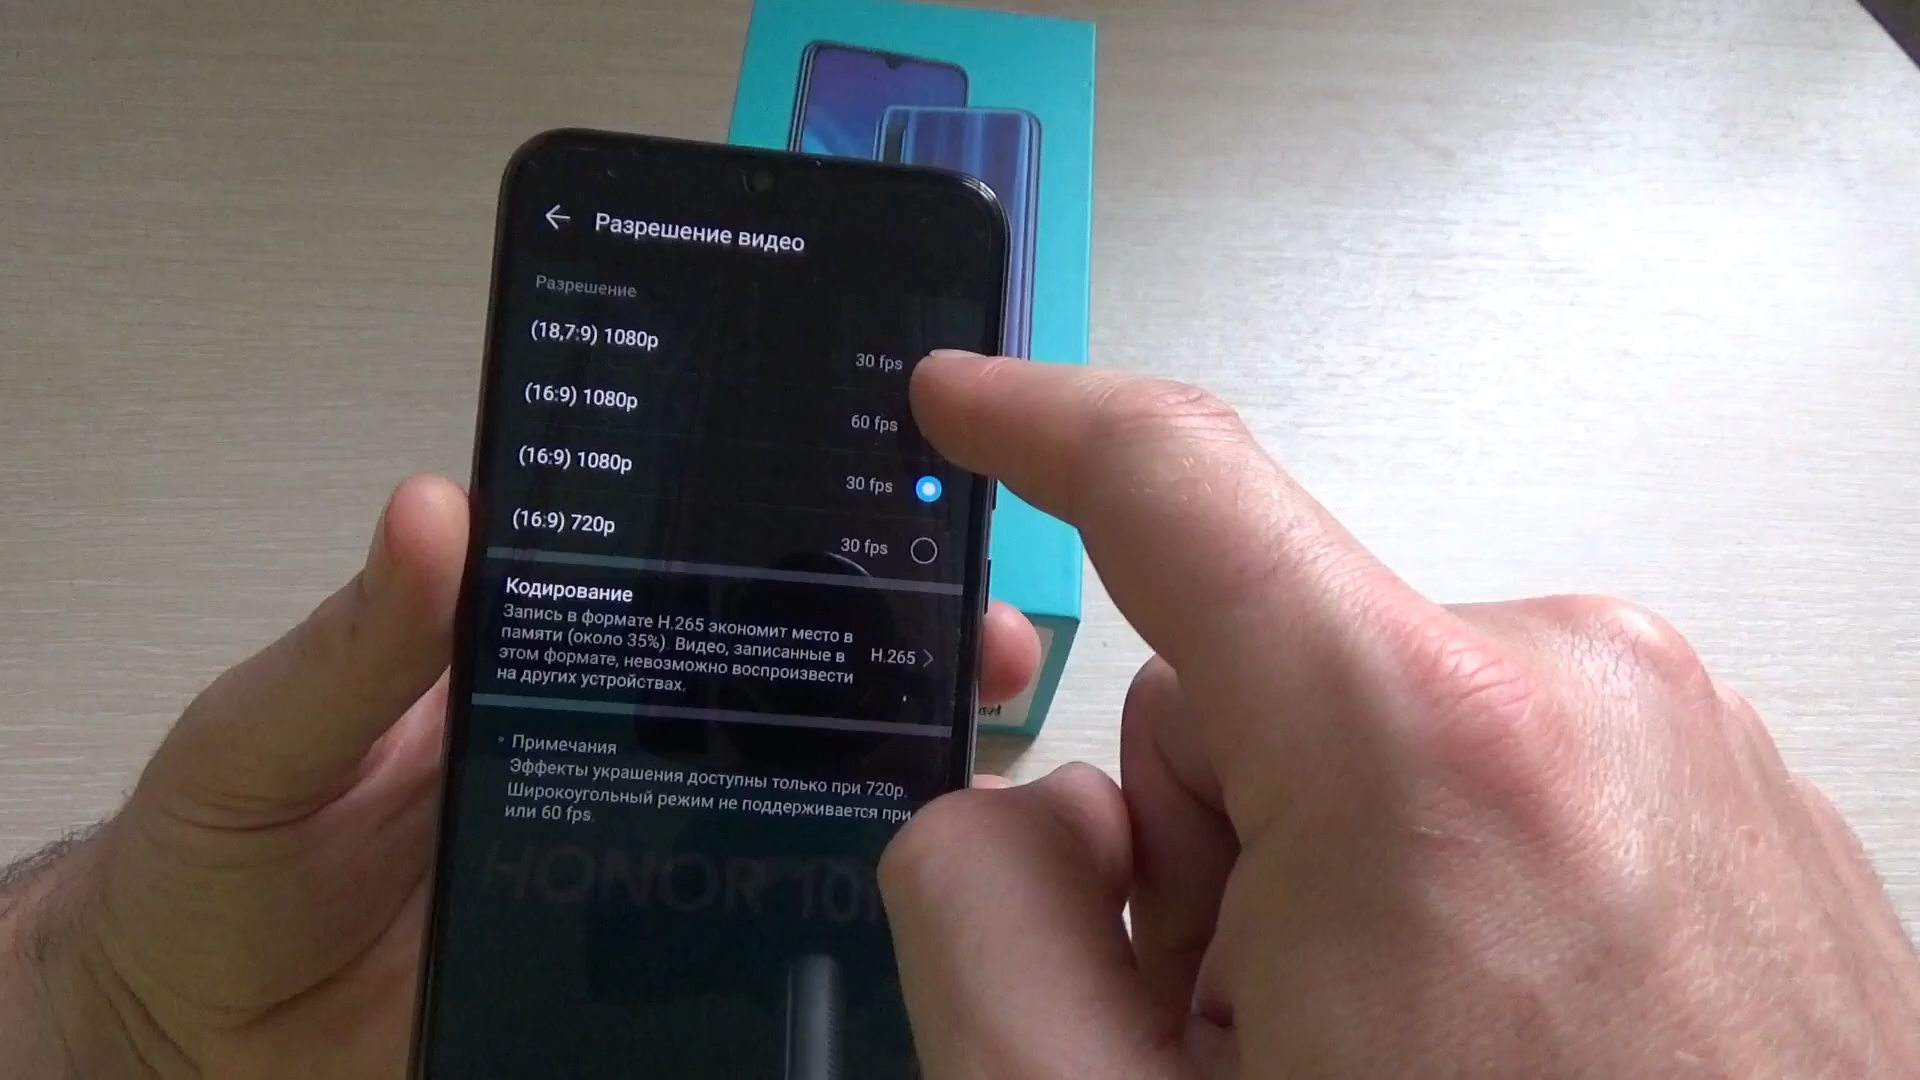 Разрешение видео
Разрешение
(18,7:9) 1080p 30 fps
(16:9) 1080p 60 fps
(16:9) 1080p 30 fps
(16:9) 720p 30 fps
Кодирование
Запись в формате H.265 экономит место в
памяти (около 35%). Видео, записанные в
этом формате, невозможно воспроизвести
на других устройствах.
H.265
• Примечания
Эффекты украшения доступны только при 720p.
Широкоугольный режим не поддерживается при
или 60 fps.
HONOR 10